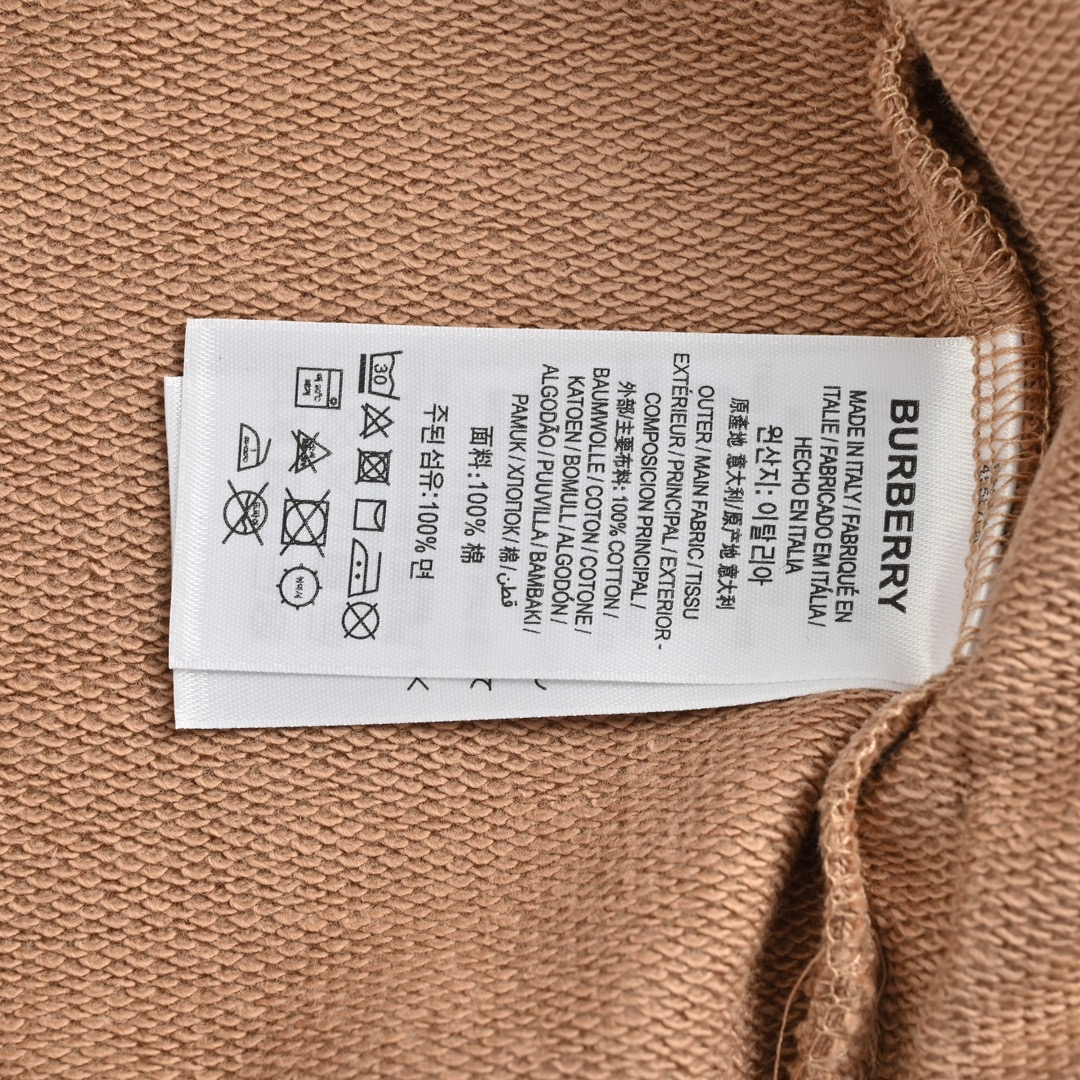 BURBERRY
MADE IN ITALY / FABRIQUÉ EN
ITALIE / FABRICADO EM ITÁLIA /
HECHO EN ITALIA
원산지: 이탈리아
原產地 意大利/原产地 意大利
OUTER / MAIN FABRIC / TISSU
EXTÉRIEUR / PRINCIPAL / EXTERIOR -
COMPOSICION PRINCIPAL /
外部/主要布料: 100% COTTON /
BAUMWOLLE / COTON / COTONE /
KATOEN / BOMULL / ALGODÓN /
ALGODÃO / PUUVILLA / BAMBAKI /
PAMUK / ХЛОПОК / 棉 / قطن
面料:100% 棉
주된섬유:100% 면
30